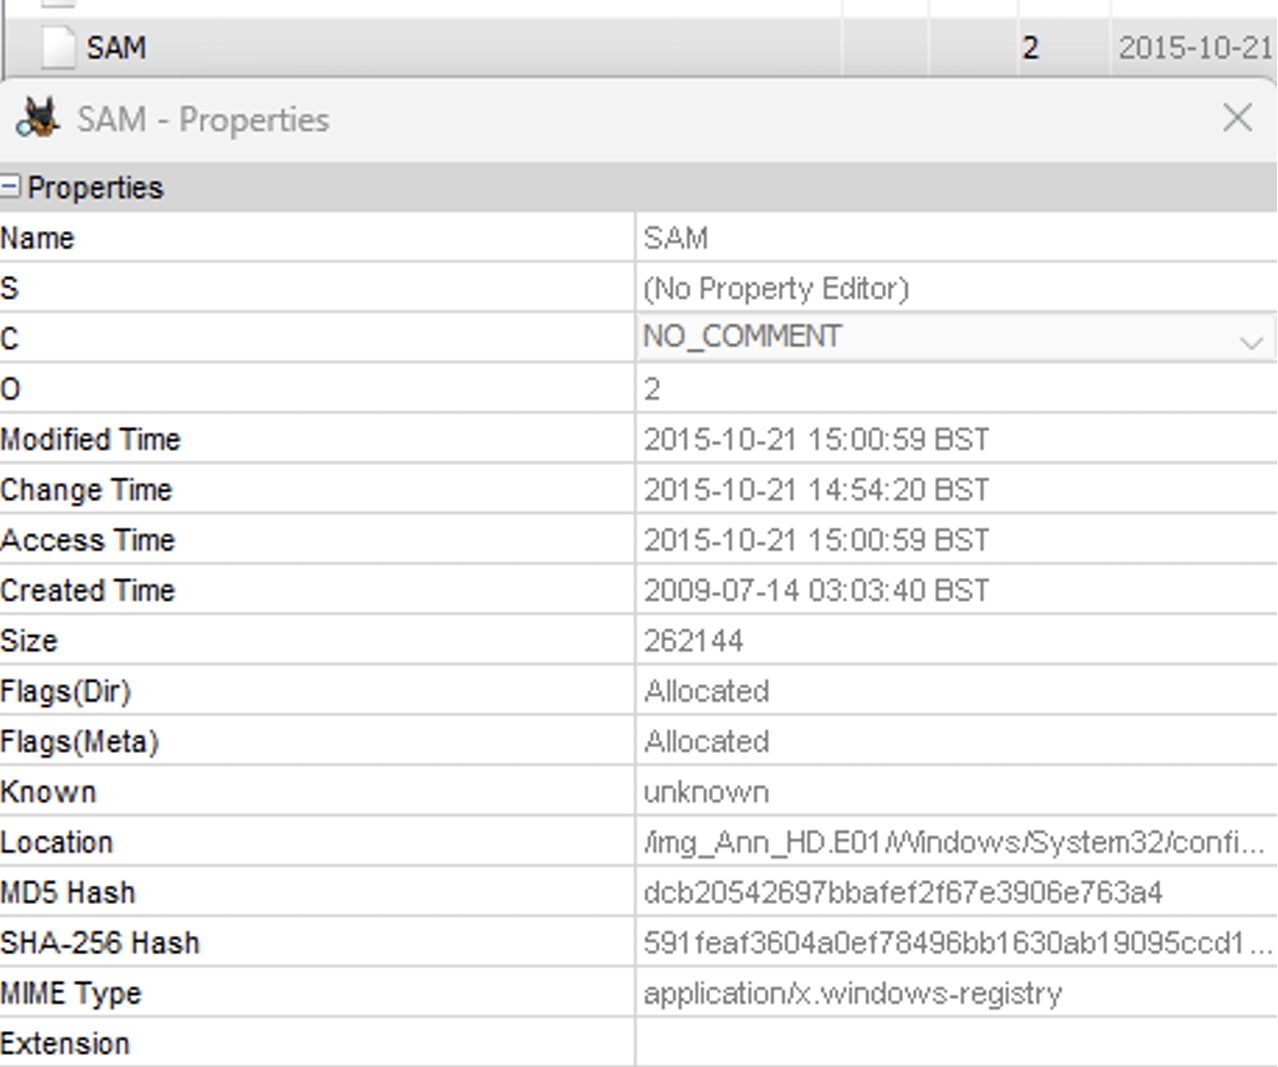 SAM 2 2015-10-21
SAM - Properties
Properties
Name SAM
S (No Property Editor)
C NO_COMMENT
O 2
Modified Time 2015-10-21 15:00:59 BST
Change Time 2015-10-21 14:54:20 BST
Access Time 2015-10-21 15:00:59 BST
Created Time 2009-07-14 03:03:40 BST
Size 262144
Flags(Dir) Allocated
Flags(Meta) Allocated
Known unknown
Location /img_Ann_HD.E01/Windows/System32/confi...
MD5 Hash dcb20542697bbafef2f67e3906e763a4
SHA-256 Hash 591feaf3604a0ef78496bb1630ab19095ccd1...
MIME Type application/x.windows-registry
Extension